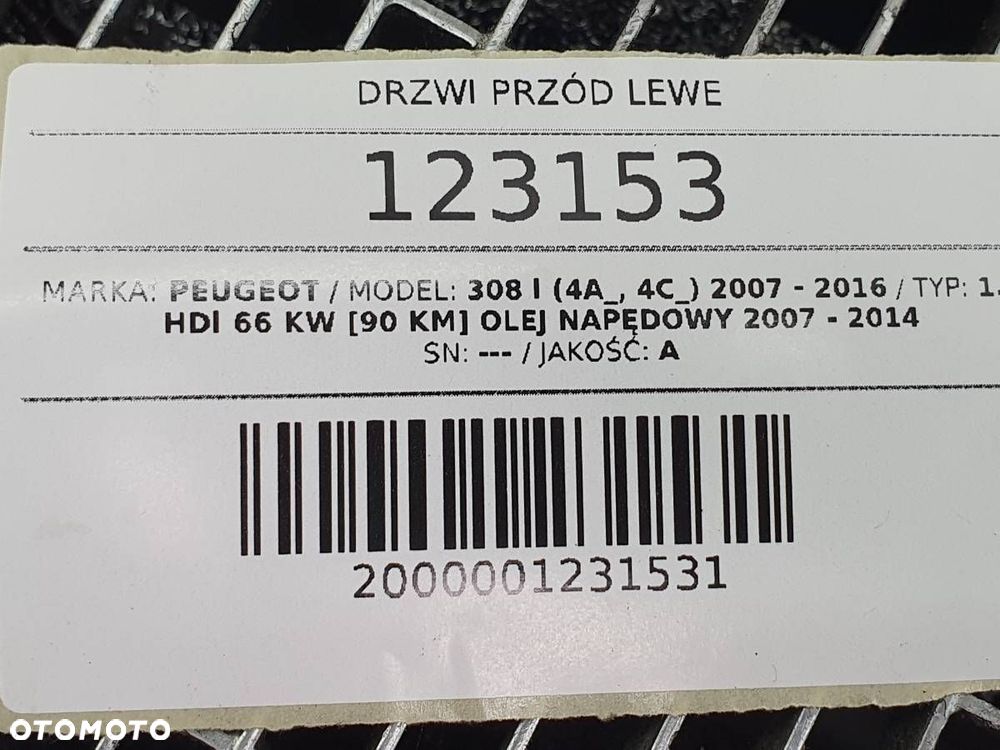 DRZWI PRZÓD LEWE
123153
MARKA: PEUGEOT / MODEL: 308 I (4A_, 4C_) 2007 - 2016 / TYP: 1.
HDI 66 KW [90 KM] OLEJ NAPĘDOWY 2007 - 2014
SN: --- / JAKOŚĆ: A
2000001231531
OTOMOTO